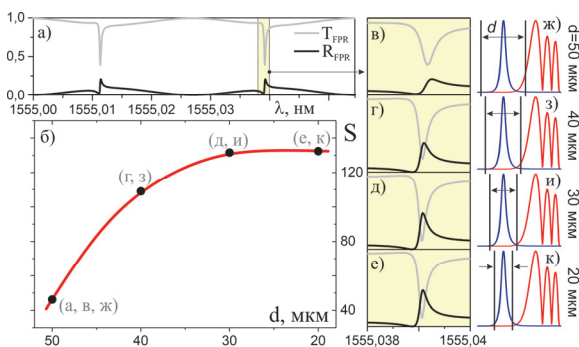 1,0
а)
T_FPR
R_FPR
0,5
0,0
1555,00
1555,01
1555,02
1555,03
λ, нм
б)
(д, и)
(е, к)
S
(г, з)
120
80
(а, в, ж)
d, мкм
40
50
40
30
20
в)
г)
д)
е)
1555,038
1555,04
d
ж)
d=50 мкм
з)
40 мкм
и)
30 мкм
к)
20 мкм